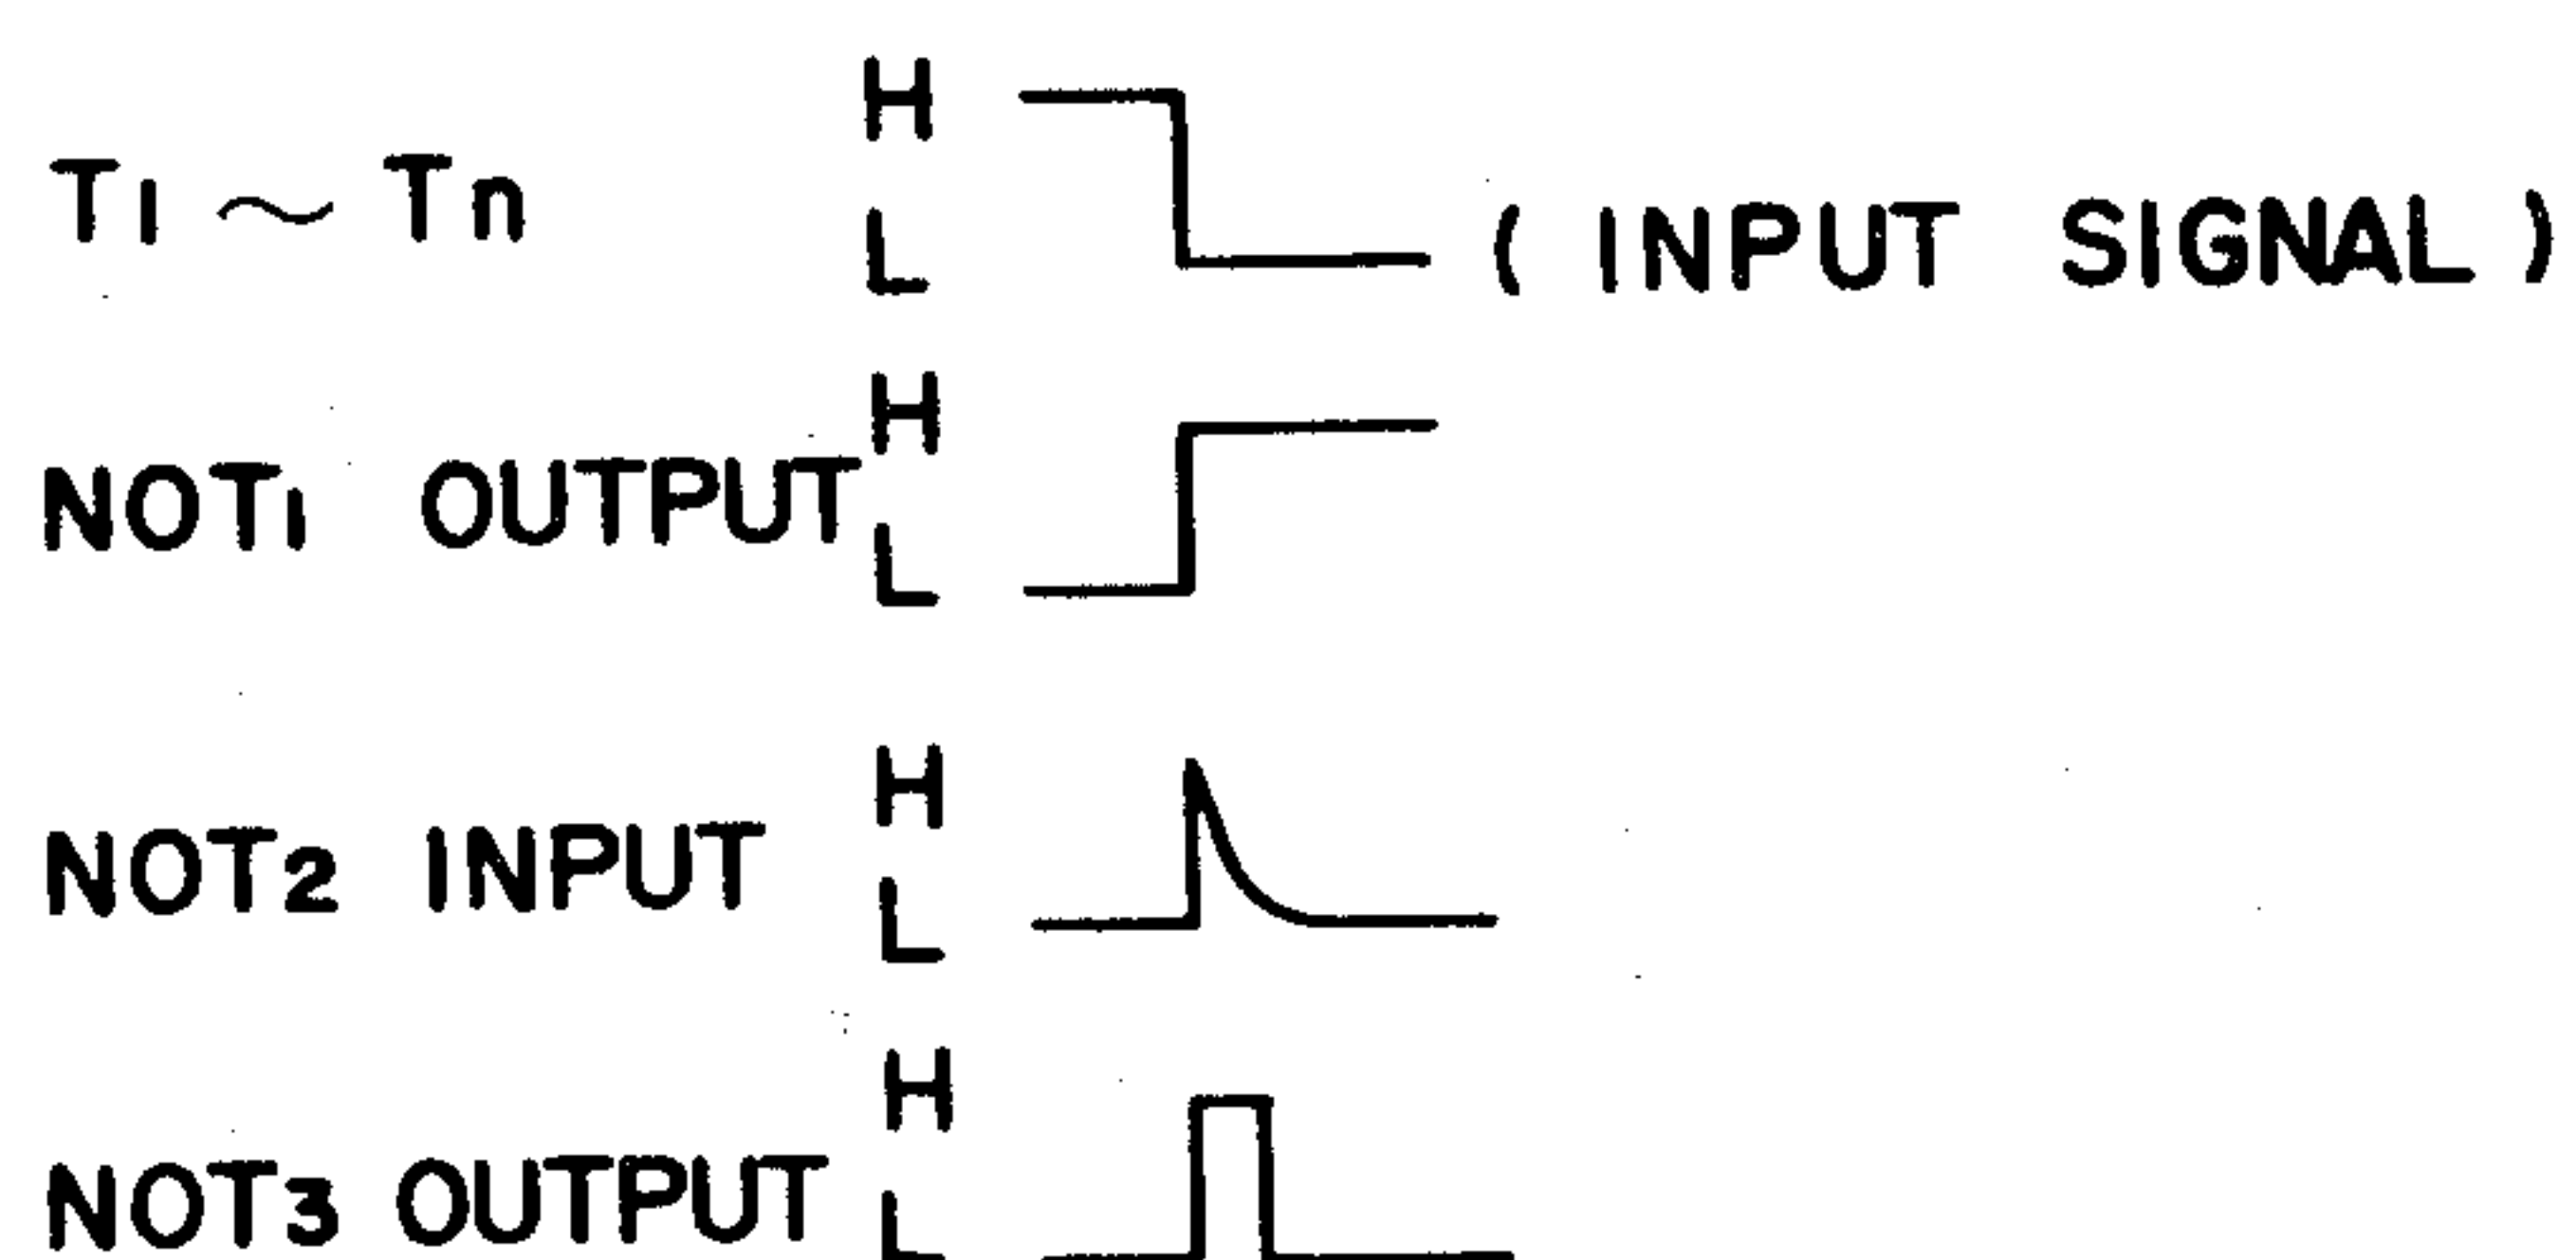 H
T1 ~ Tn
L
( INPUT SIGNAL )
H
NOT1 OUTPUT
L
H
NOT2 INPUT
L
H
NOT3 OUTPUT
L